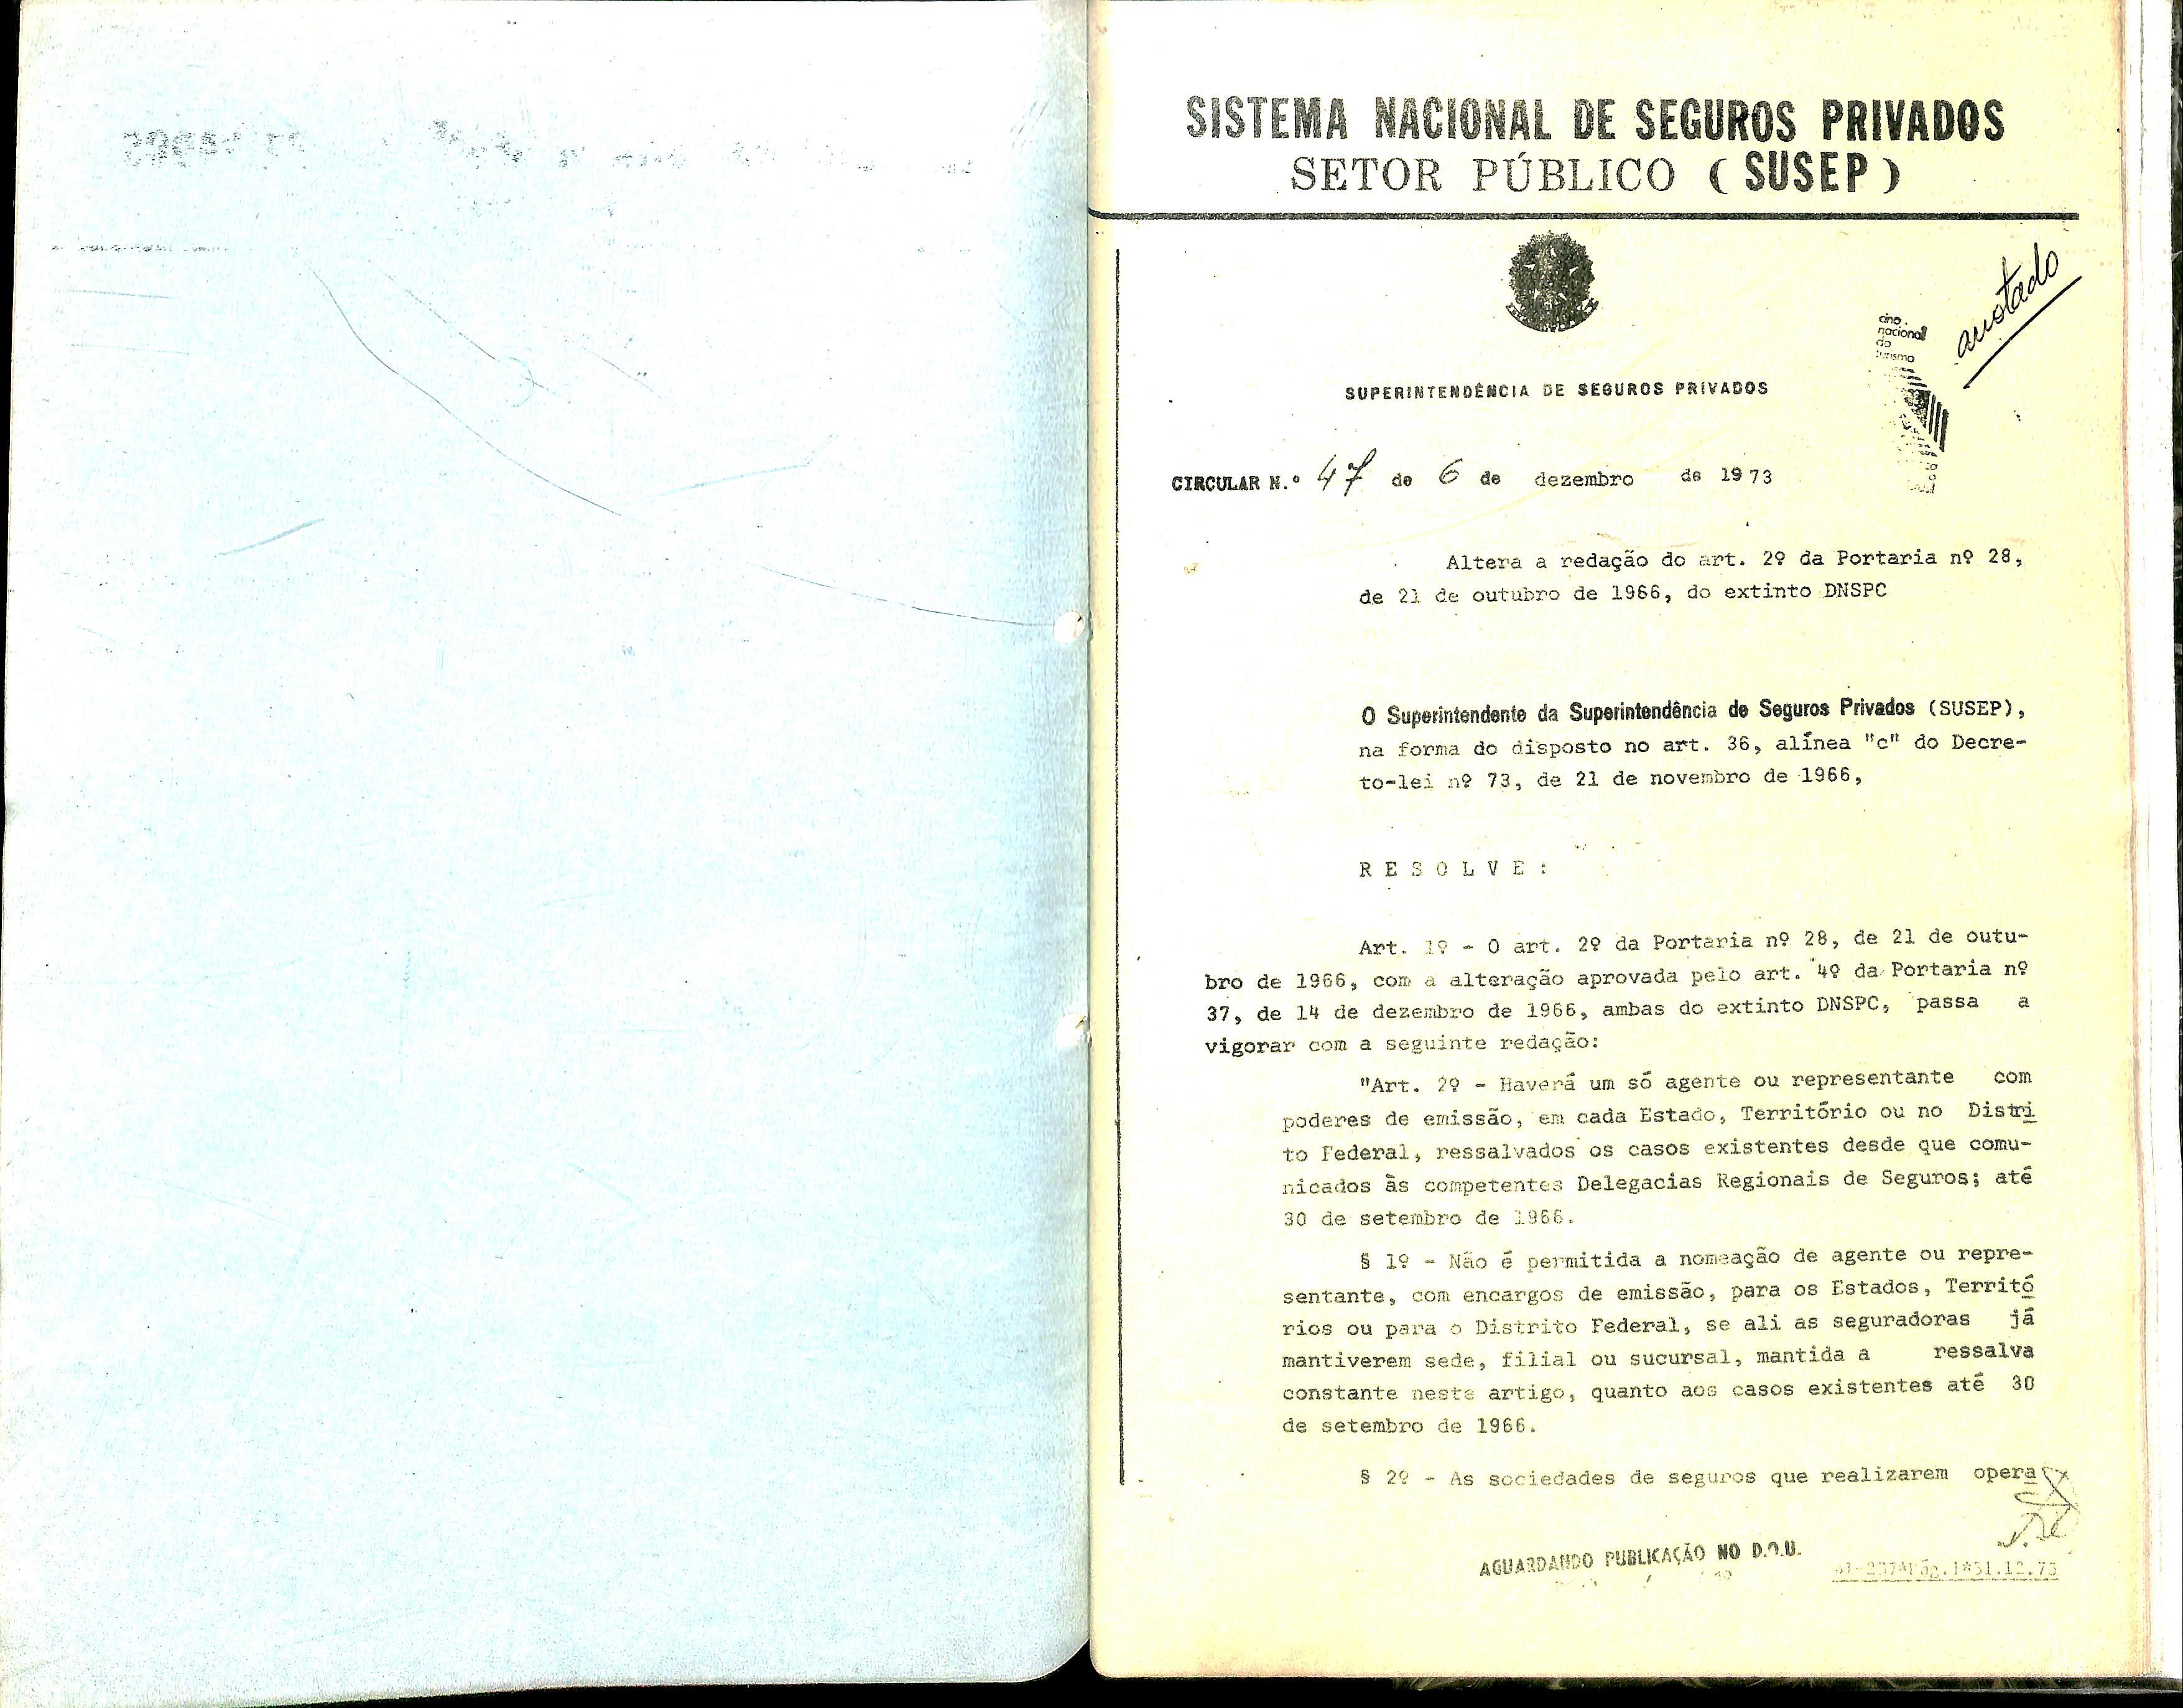 SISTEMA NACIONAL DE SEGUROS PRIVADOS
SETOR PÚBLICO ( SUSEP )
anotado
nacional
do
turismo
SUPERINTENDÊNCIA DE SEGUROS PRIVADOS
CIRCULAR N.º 47 de 6 de dezembro de 1973
Altera a redação do art. 2º da Portaria nº 28,
de 21 de outubro de 1966, do extinto DNSPC
O Superintendente da Superintendência de Seguros Privados (SUSEP),
na forma do disposto no art. 36, alínea "c" do Decre-
to-lei nº 73, de 21 de novembro de 1966,
R E S O L V E :
Art. 1º - O art. 2º da Portaria nº 28, de 21 de outu-
bro de 1966, com a alteração aprovada pelo art. 4º da Portaria nº
37, de 14 de dezembro de 1966, ambas do extinto DNSPC, passa a
vigorar com a seguinte redação:
"Art. 2º - Haverá um só agente ou representante com
poderes de emissão, em cada Estado, Território ou no Distri
to Federal, ressalvados os casos existentes desde que comu-
nicados às competentes Delegacias Regionais de Seguros; até
30 de setembro de 1966.
§ 1º - Não é permitida a nomeação de agente ou repre-
sentante, com encargos de emissão, para os Estados, Territó
rios ou para o Distrito Federal, se ali as seguradoras já
mantiverem sede, filial ou sucursal, mantida a ressalva
constante neste artigo, quanto aos casos existentes até 30
de setembro de 1966.
§ 2º - As sociedades de seguros que realizarem opera
AGUARDANDO PUBLICAÇÃO NO D.O.U.